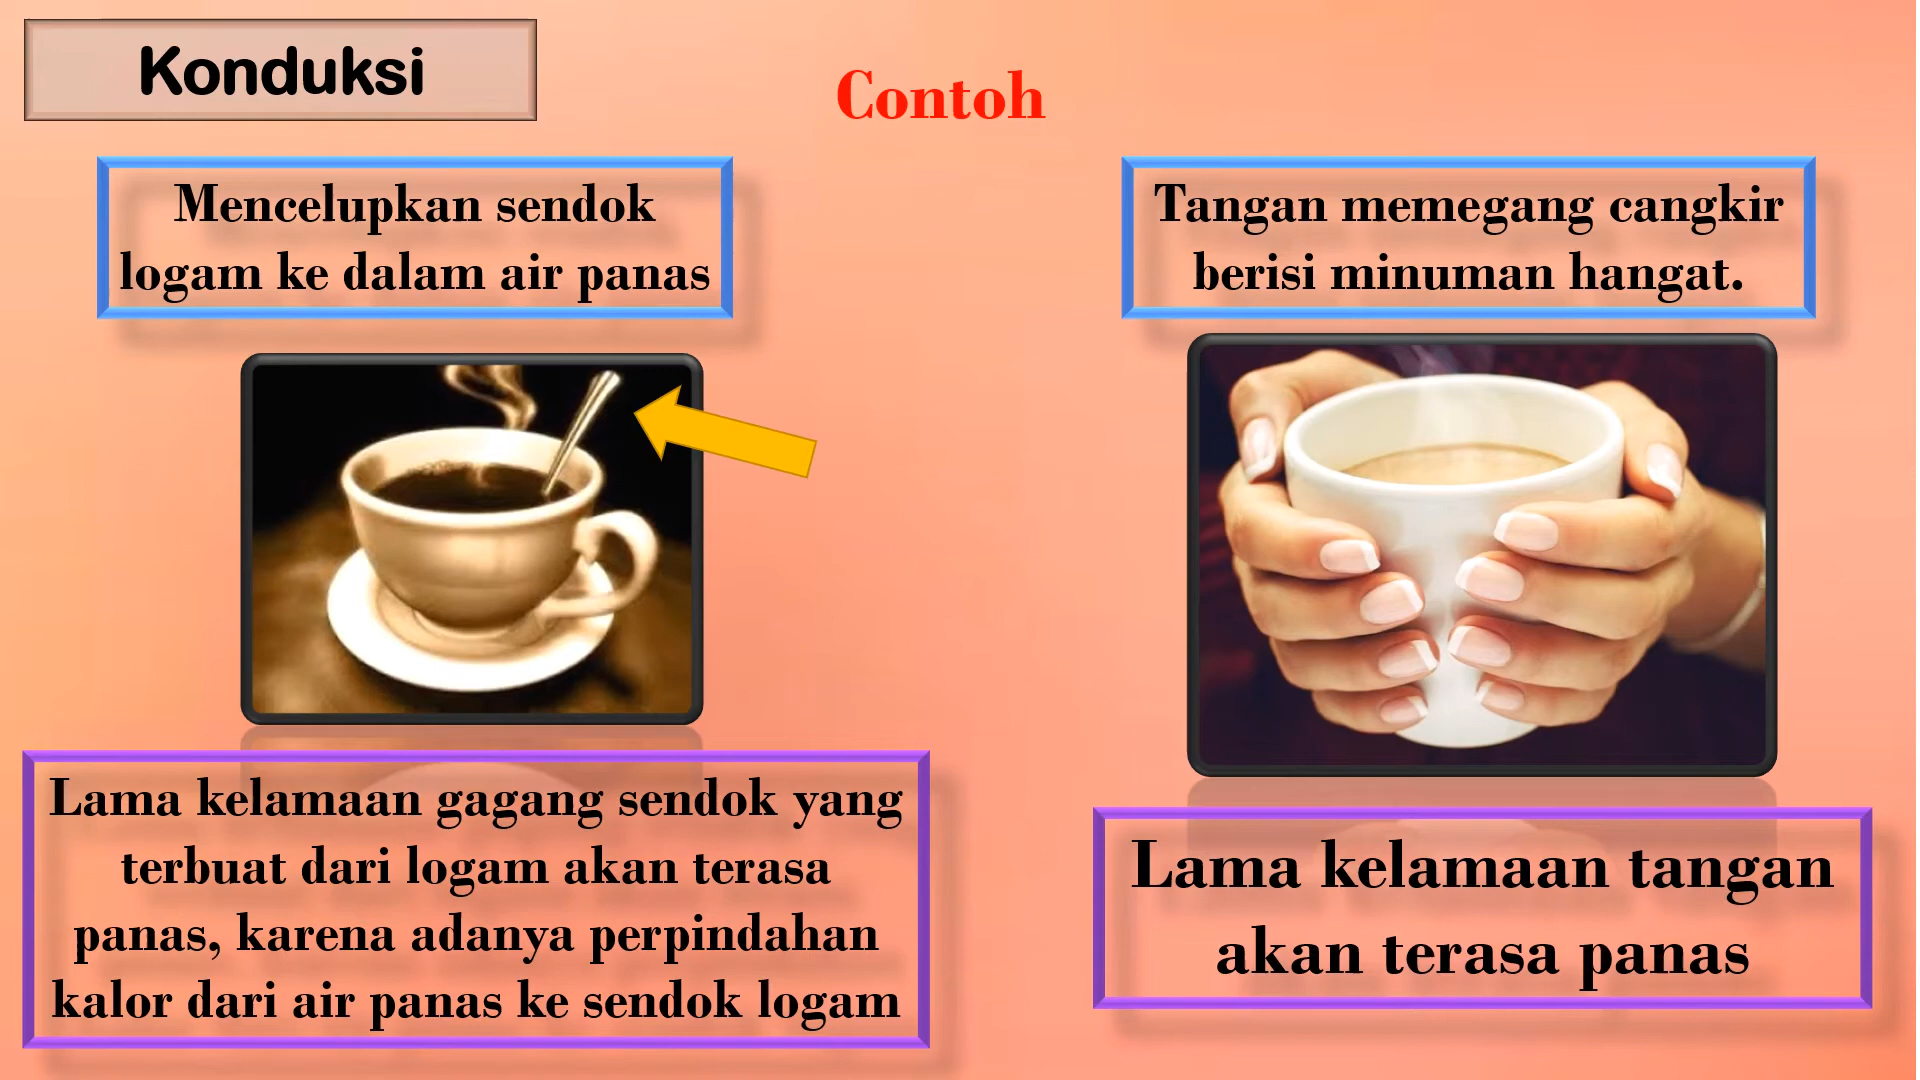 Konduksi
Contoh
Mencelupkan sendok
logam ke dalam air panas
Tangan memegang cangkir
berisi minuman hangat.
Lama kelamaan gagang sendok yang
terbuat dari logam akan terasa
panas, karena adanya perpindahan
kalor dari air panas ke sendok logam
Lama kelamaan tangan
akan terasa panas